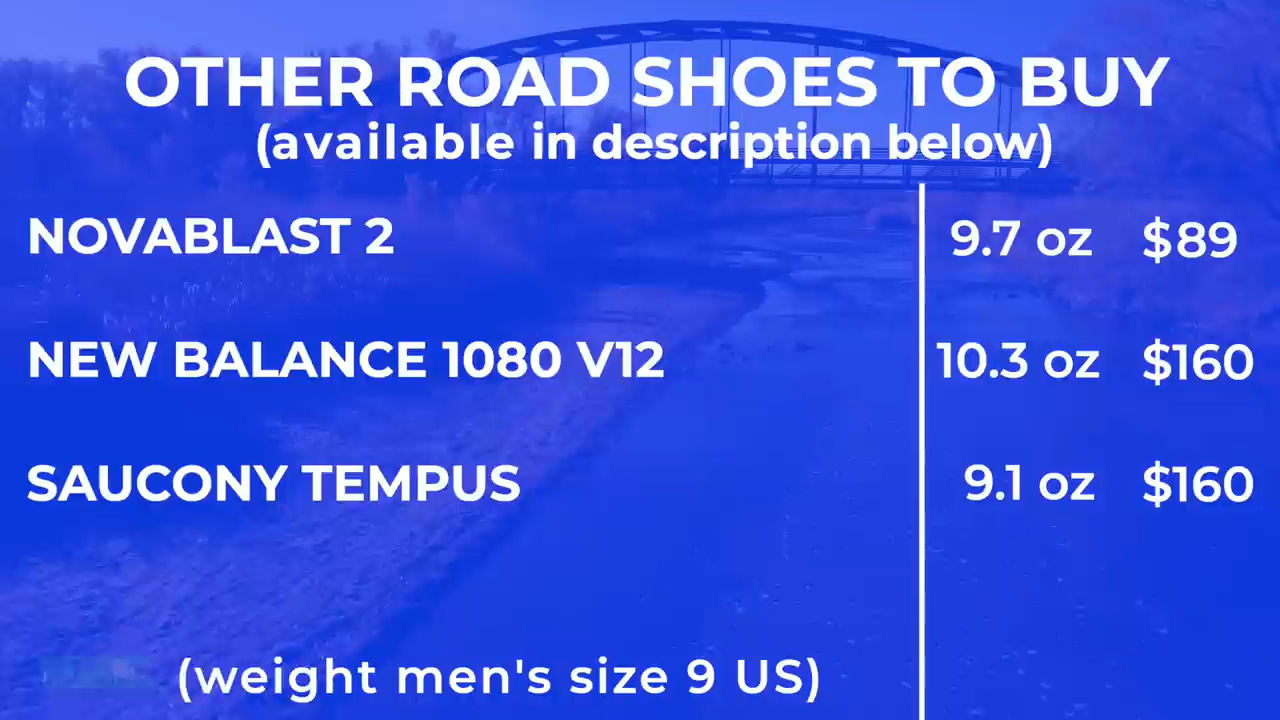 OTHER ROAD SHOES TO BUY
(available in description below)
NOVABLAST 2 9.7 oz $89
NEW BALANCE 1080 V12 10.3 oz $160
SAUCONY TEMPUS 9.1 oz $160
(weight men's size 9 US)